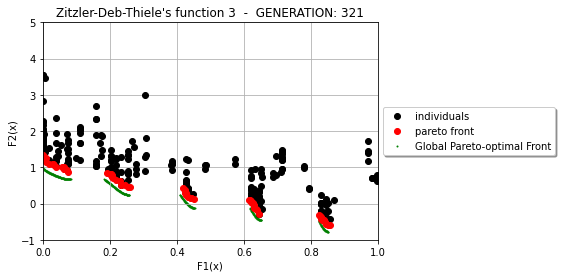 Zitzler-Deb-Thiele's function 3 - GENERATION: 321
5
4
3
2
1
0
−1
F2(x)
0.0 0.2 0.4 0.6 0.8 1.0
F1(x)
individuals
pareto front
Global Pareto-optimal Front